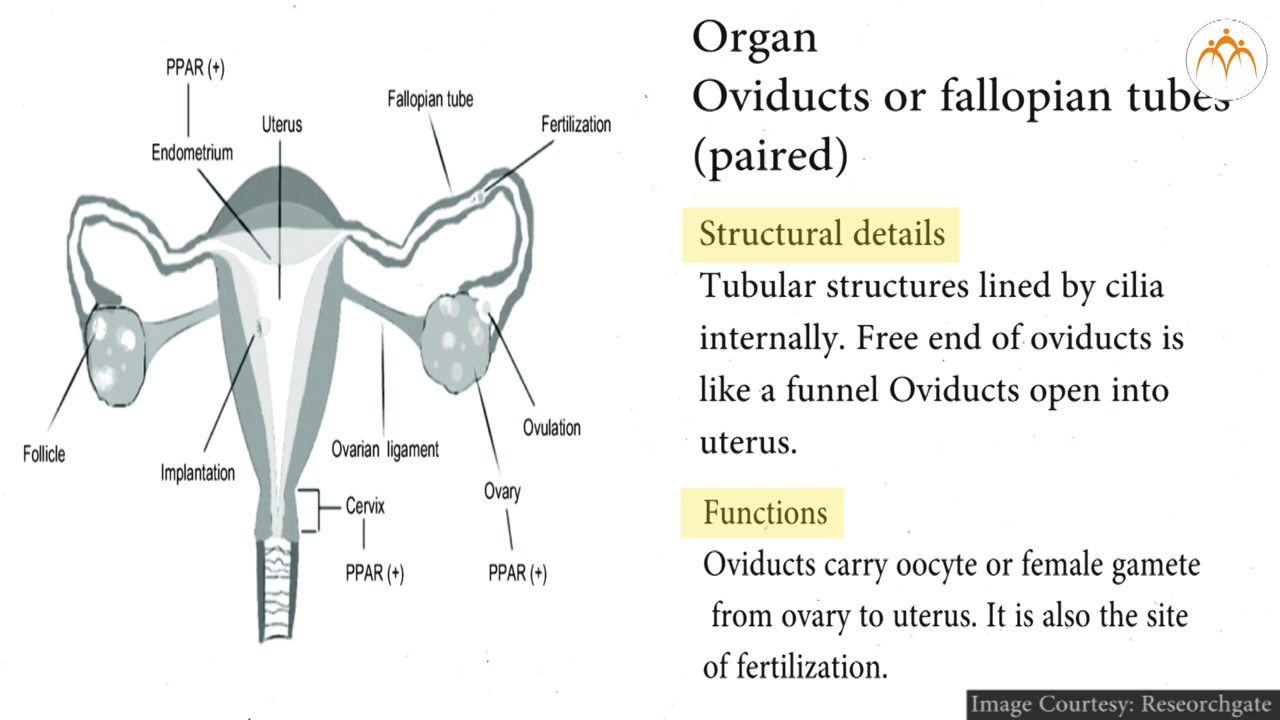 PPAR (+)
Endometrium
Uterus
Fallopian tube
Fertilization
Follicle
Implantation
Ovarian ligament
Ovulation
Ovary
Cervix
PPAR (+)
PPAR (+)
Organ
Oviducts or fallopian tubes
(paired)
Structural details
Tubular structures lined by cilia
internally. Free end of oviducts is
like a funnel Oviducts open into
uterus.
Functions
Oviducts carry oocyte or female gamete
from ovary to uterus. It is also the site
of fertilization.
Image Courtesy: Reseorchgate